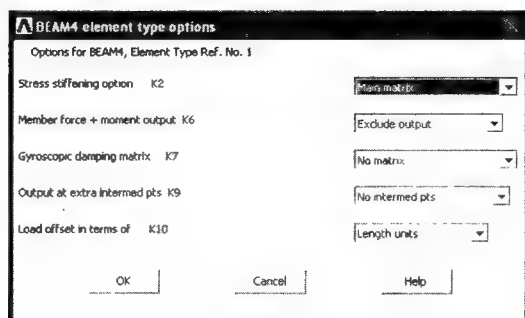 BEAM4 element type options
Options for BEAM4, Element Type Ref. No. 1
Stress stiffening option K2 Main matrix
Member force + moment output K6 Exclude output
Gyroscopic damping matrix K7 No matrix
Output at extra intermed pts K9 No intermed pts
Load offset in terms of K10 Length units
OK Cancel Help